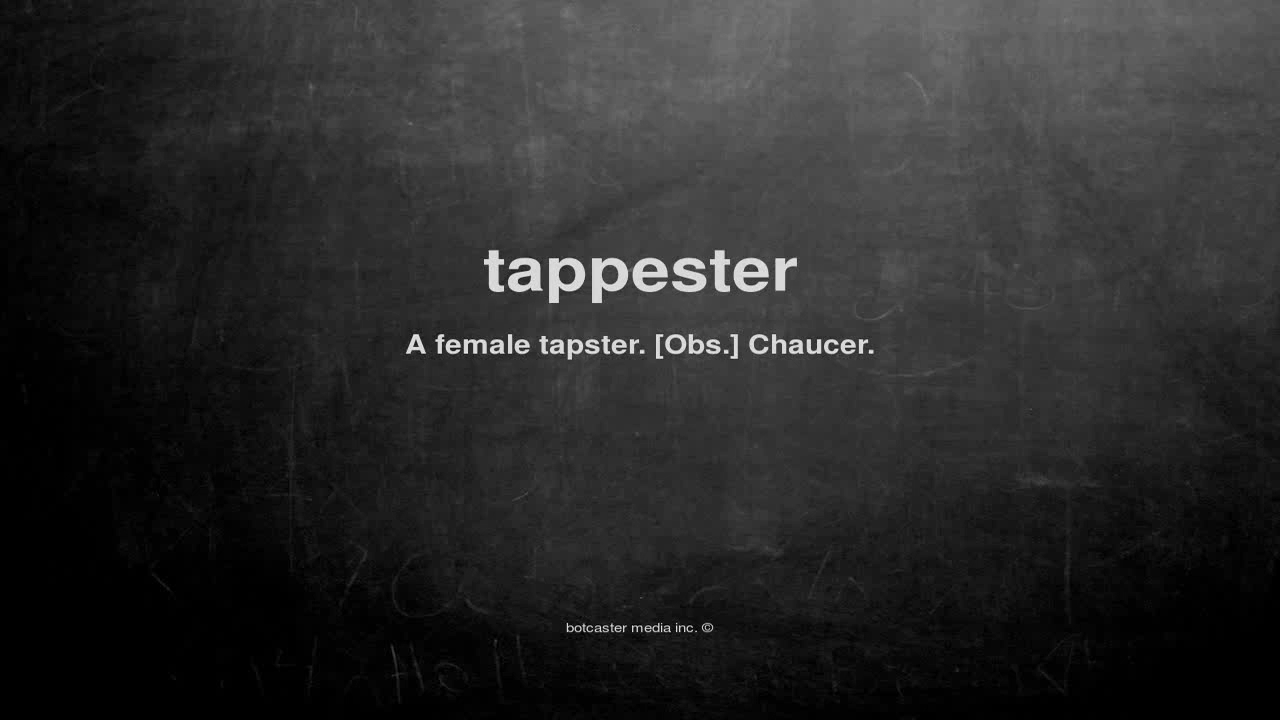 tappester
A female tapster. [Obs.] Chaucer.
botcaster media inc. ©